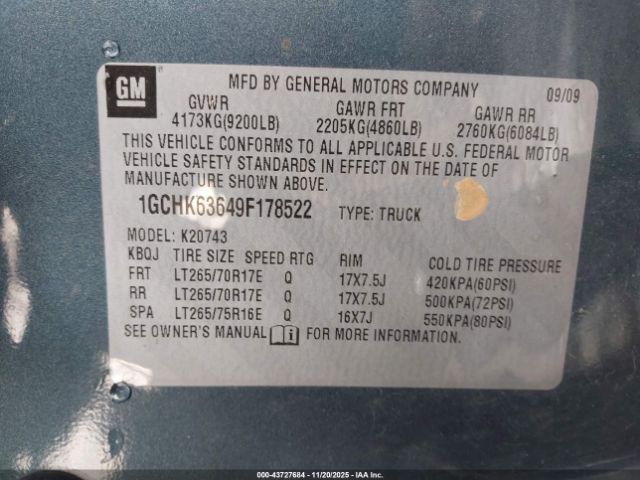 GM
MFD BY GENERAL MOTORS COMPANY 09/09
GVWR GAWR FRT GAWR RR
4173KG(9200LB) 2205KG(4860LB) 2760KG(6084LB)
THIS VEHICLE CONFORMS TO ALL APPLICABLE U.S. FEDERAL MOTOR
VEHICLE SAFETY STANDARDS IN EFFECT ON THE DATE OF
MANUFACTURE SHOWN ABOVE.
1GCHK63649F178522 TYPE: TRUCK
MODEL: K20743
KBQJ TIRE SIZE SPEED RTG RIM COLD TIRE PRESSURE
FRT LT265/70R17E Q 17X7.5J 420KPA(60PSI)
RR LT265/70R17E Q 17X7.5J 500KPA(72PSI)
SPA LT265/75R16E Q 16X7J 550KPA(80PSI)
SEE OWNER'S MANUAL i FOR MORE INFORMATION.
000-43727684 - 11/20/2025 - IAA Inc. - Copart